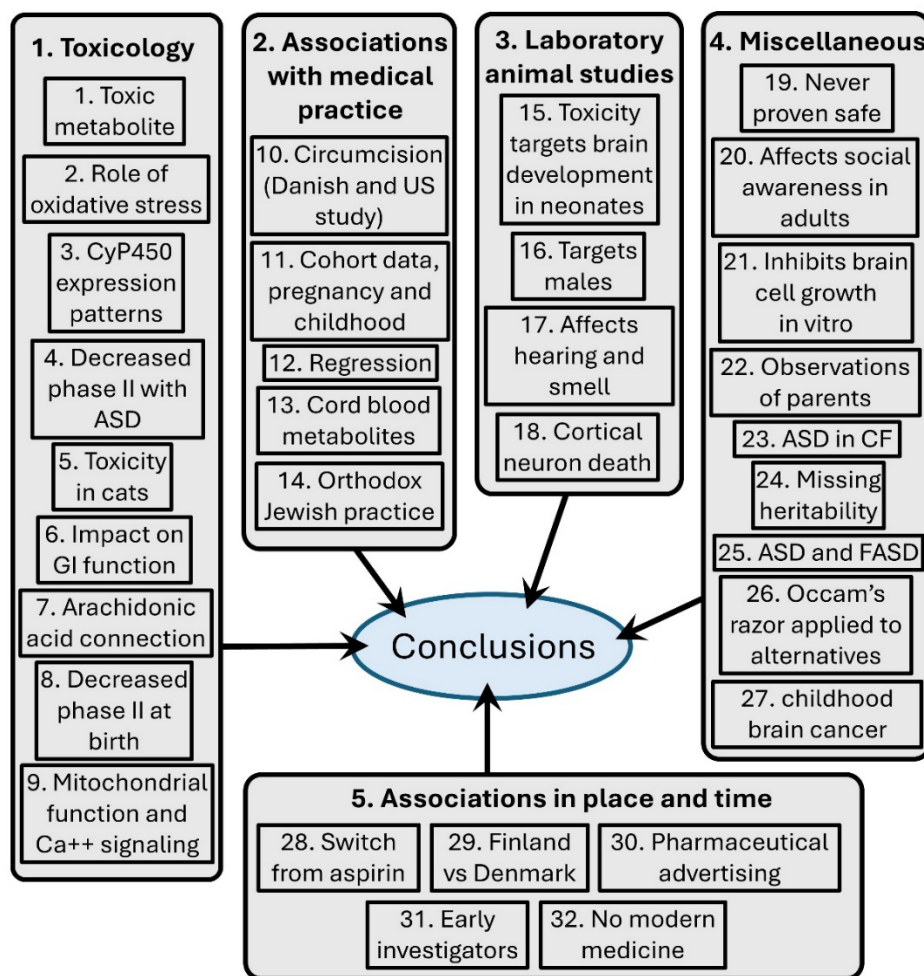 1. Toxicology
1. Toxic
metabolite
2. Role of
oxidative stress
3. CyP450
expression
patterns
4. Decreased
phase II with
ASD
5. Toxicity
in cats
6. Impact on
GI function
7. Arachidonic
acid connection
8. Decreased
phase II at
birth
9. Mitochondrial
function and
Ca++ signaling
2. Associations
with medical
practice
10. Circumcision
(Danish and US
study)
11. Cohort data,
pregnancy and
childhood
12. Regression
13. Cord blood
metabolites
14. Orthodox
Jewish practice
3. Laboratory
animal studies
15. Toxicity
targets brain
development
in neonates
16. Targets
males
17. Affects
hearing and
smell
18. Cortical
neuron death
4. Miscellaneous
19. Never
proven safe
20. Affects social
awareness in
adults
21. Inhibits brain
cell growth
in vitro
22. Observations
of parents
23. ASD in CF
24. Missing
heritability
25. ASD and FASD
26. Occam's
razor applied to
alternatives
27. childhood
brain cancer
Conclusions
5. Associations in place and time
28. Switch
from aspirin
29. Finland
vs Denmark
30. Pharmaceutical
advertising
31. Early
investigators
32. No modern
medicine